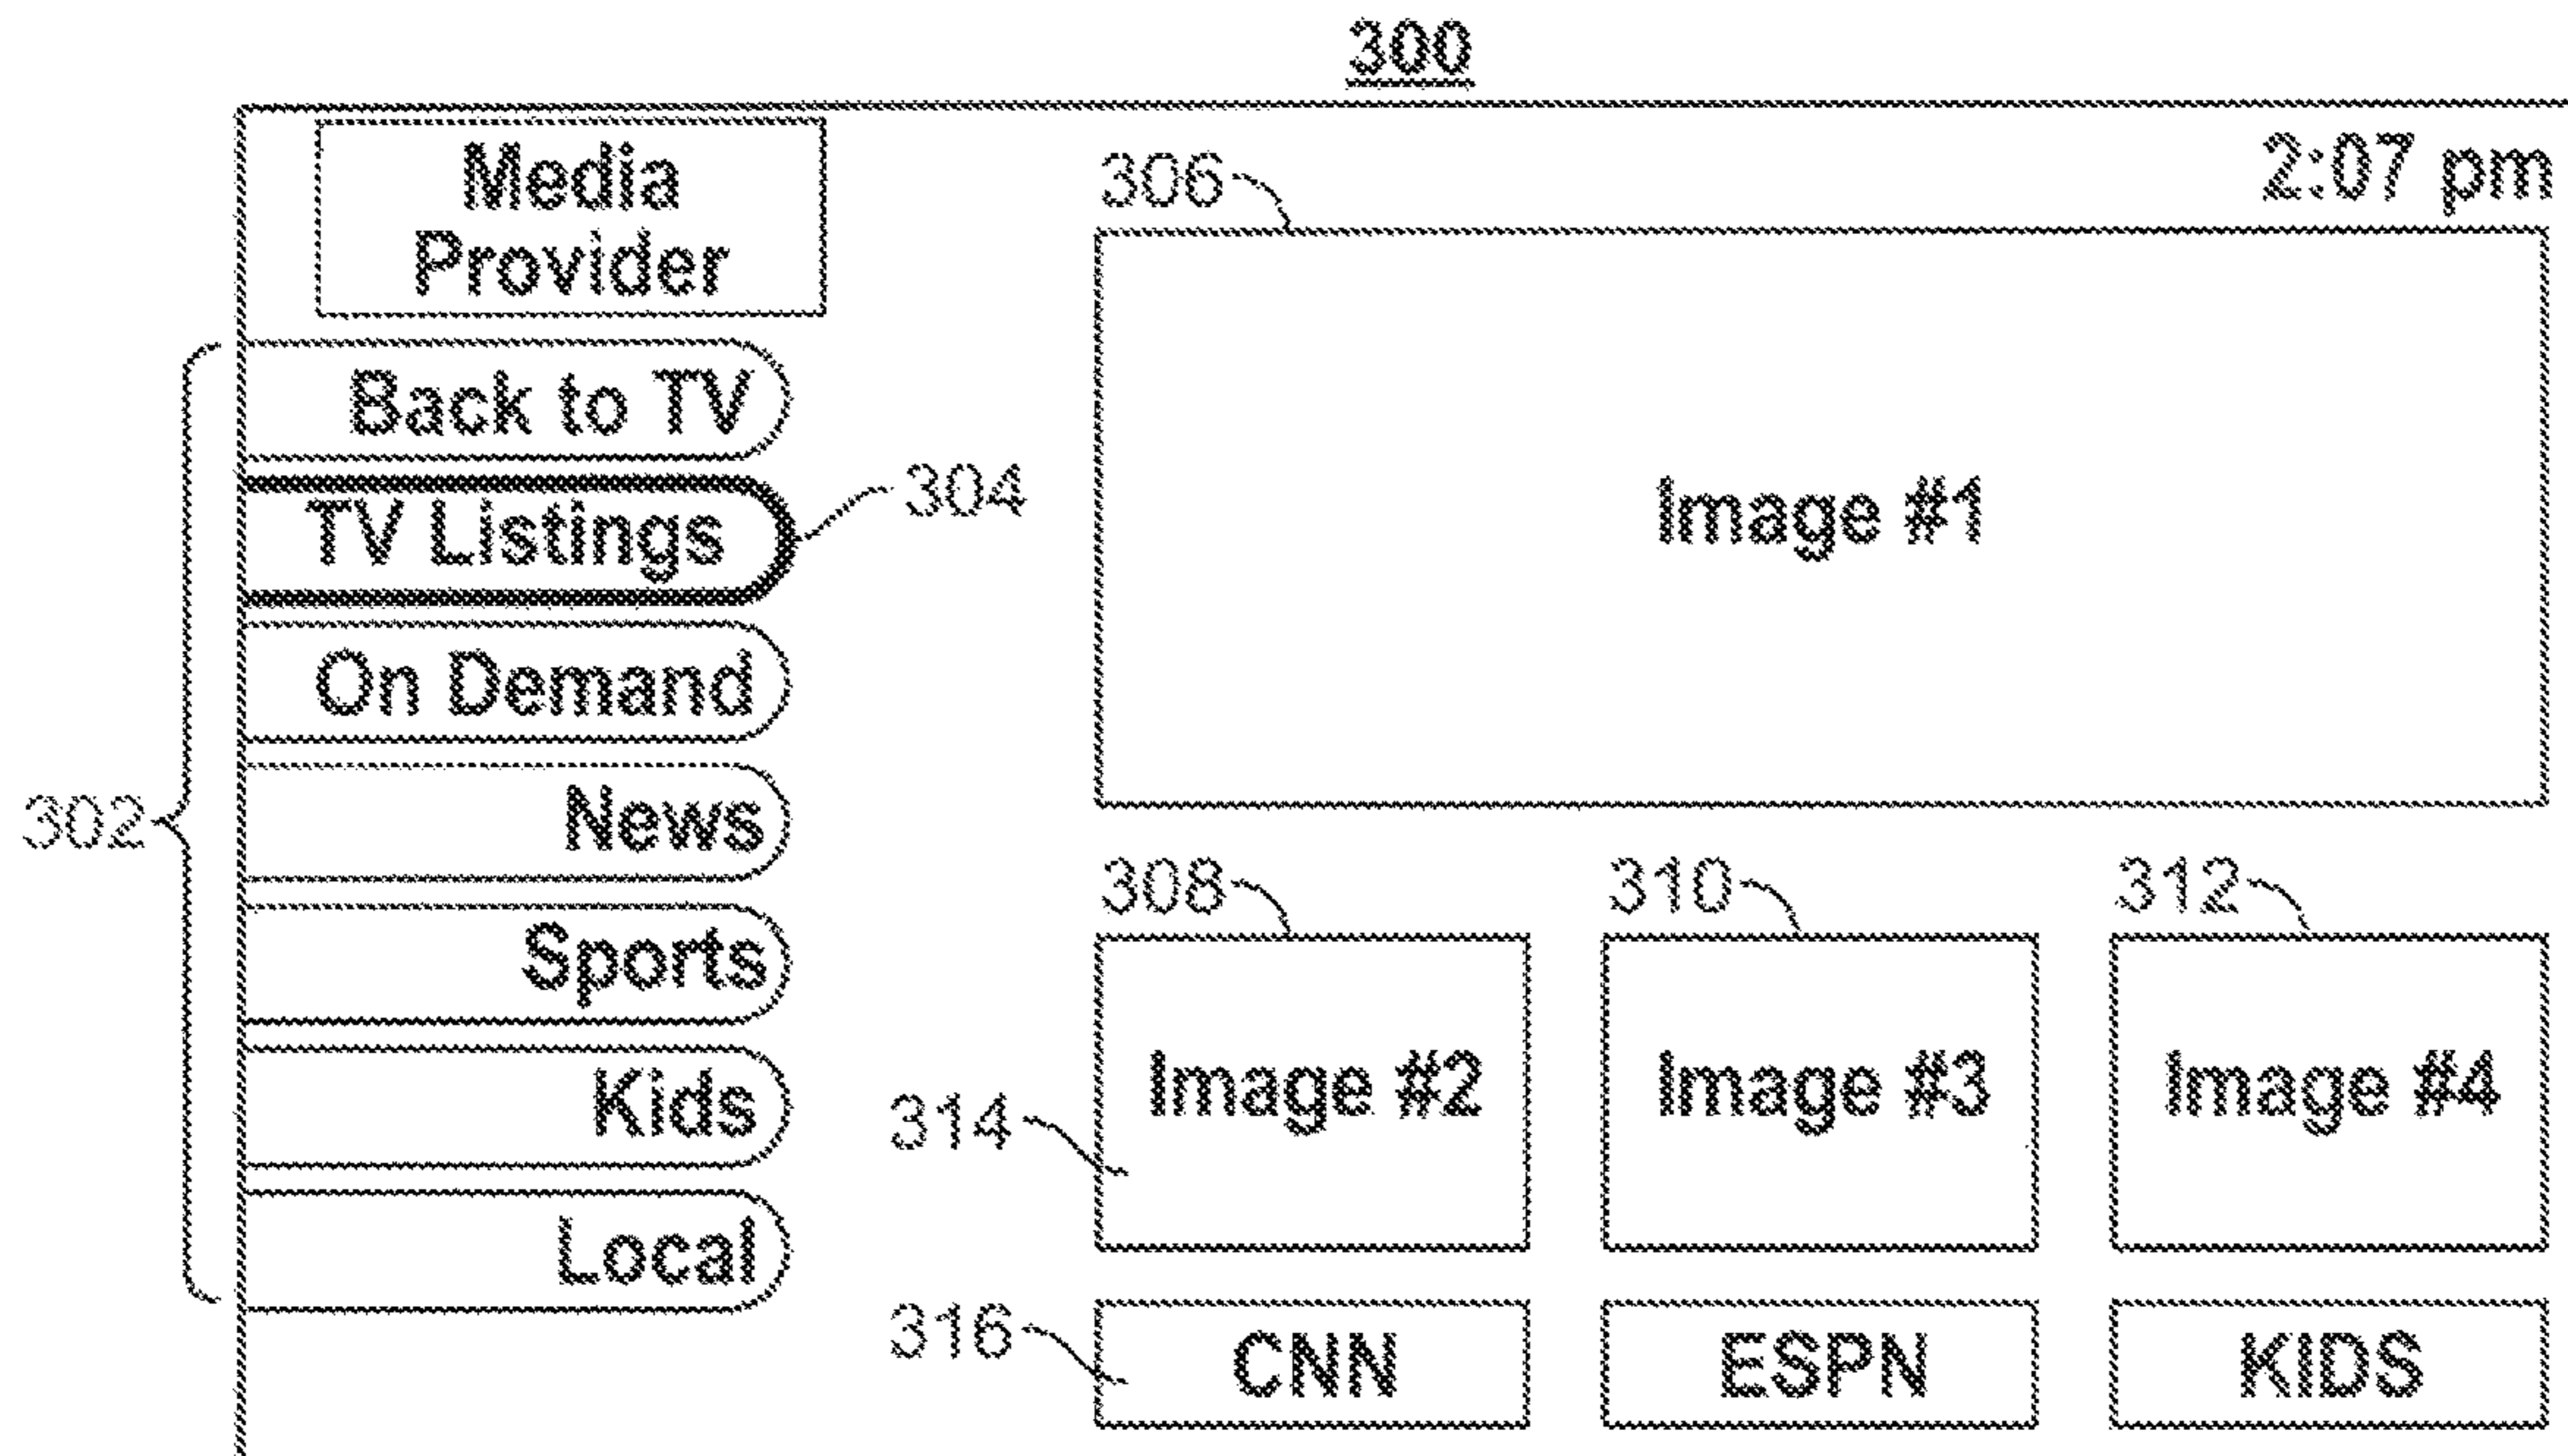 300
2:07 pm
Media
Provider
306
Back to TV
304
TV Listings
Image #1
On Demand
302
News
308
310
312
Sports
Image #2
Image #3
Image #4
Kids
314
Local
316
CNN
ESPN
KIDS